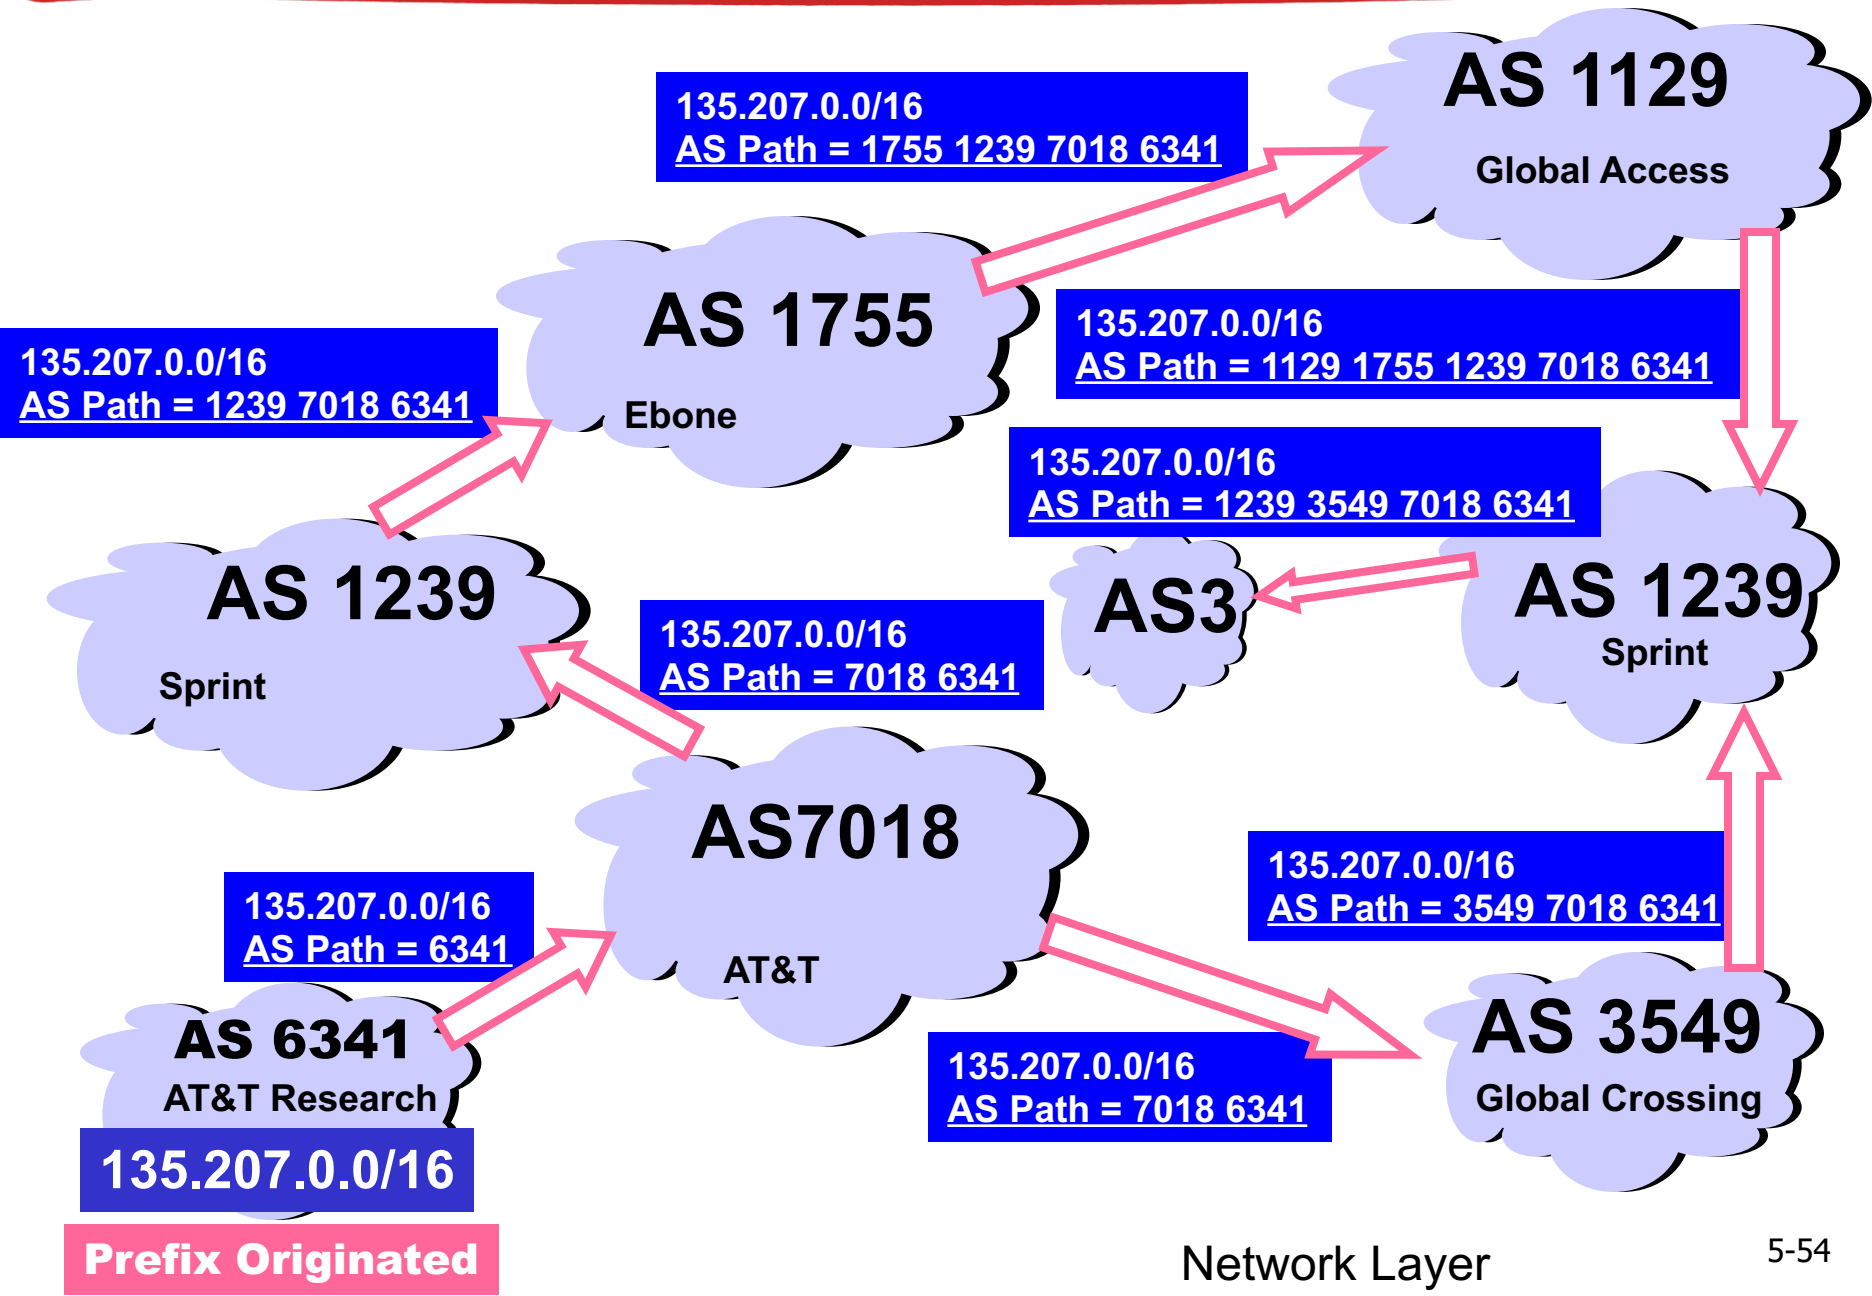 AS 1129
Global Access
135.207.0.0/16
AS Path = 1755 1239 7018 6341
AS 1755
Ebone
135.207.0.0/16
AS Path = 1129 1755 1239 7018 6341
135.207.0.0/16
AS Path = 1239 7018 6341
135.207.0.0/16
AS Path = 1239 3549 7018 6341
AS 1239
Sprint
AS3
AS 1239
Sprint
135.207.0.0/16
AS Path = 7018 6341
AS7018
AT&T
135.207.0.0/16
AS Path = 3549 7018 6341
135.207.0.0/16
AS Path = 6341
AS 6341
AT&T Research
135.207.0.0/16
Prefix Originated
135.207.0.0/16
AS Path = 7018 6341
AS 3549
Global Crossing
Network Layer
5-54